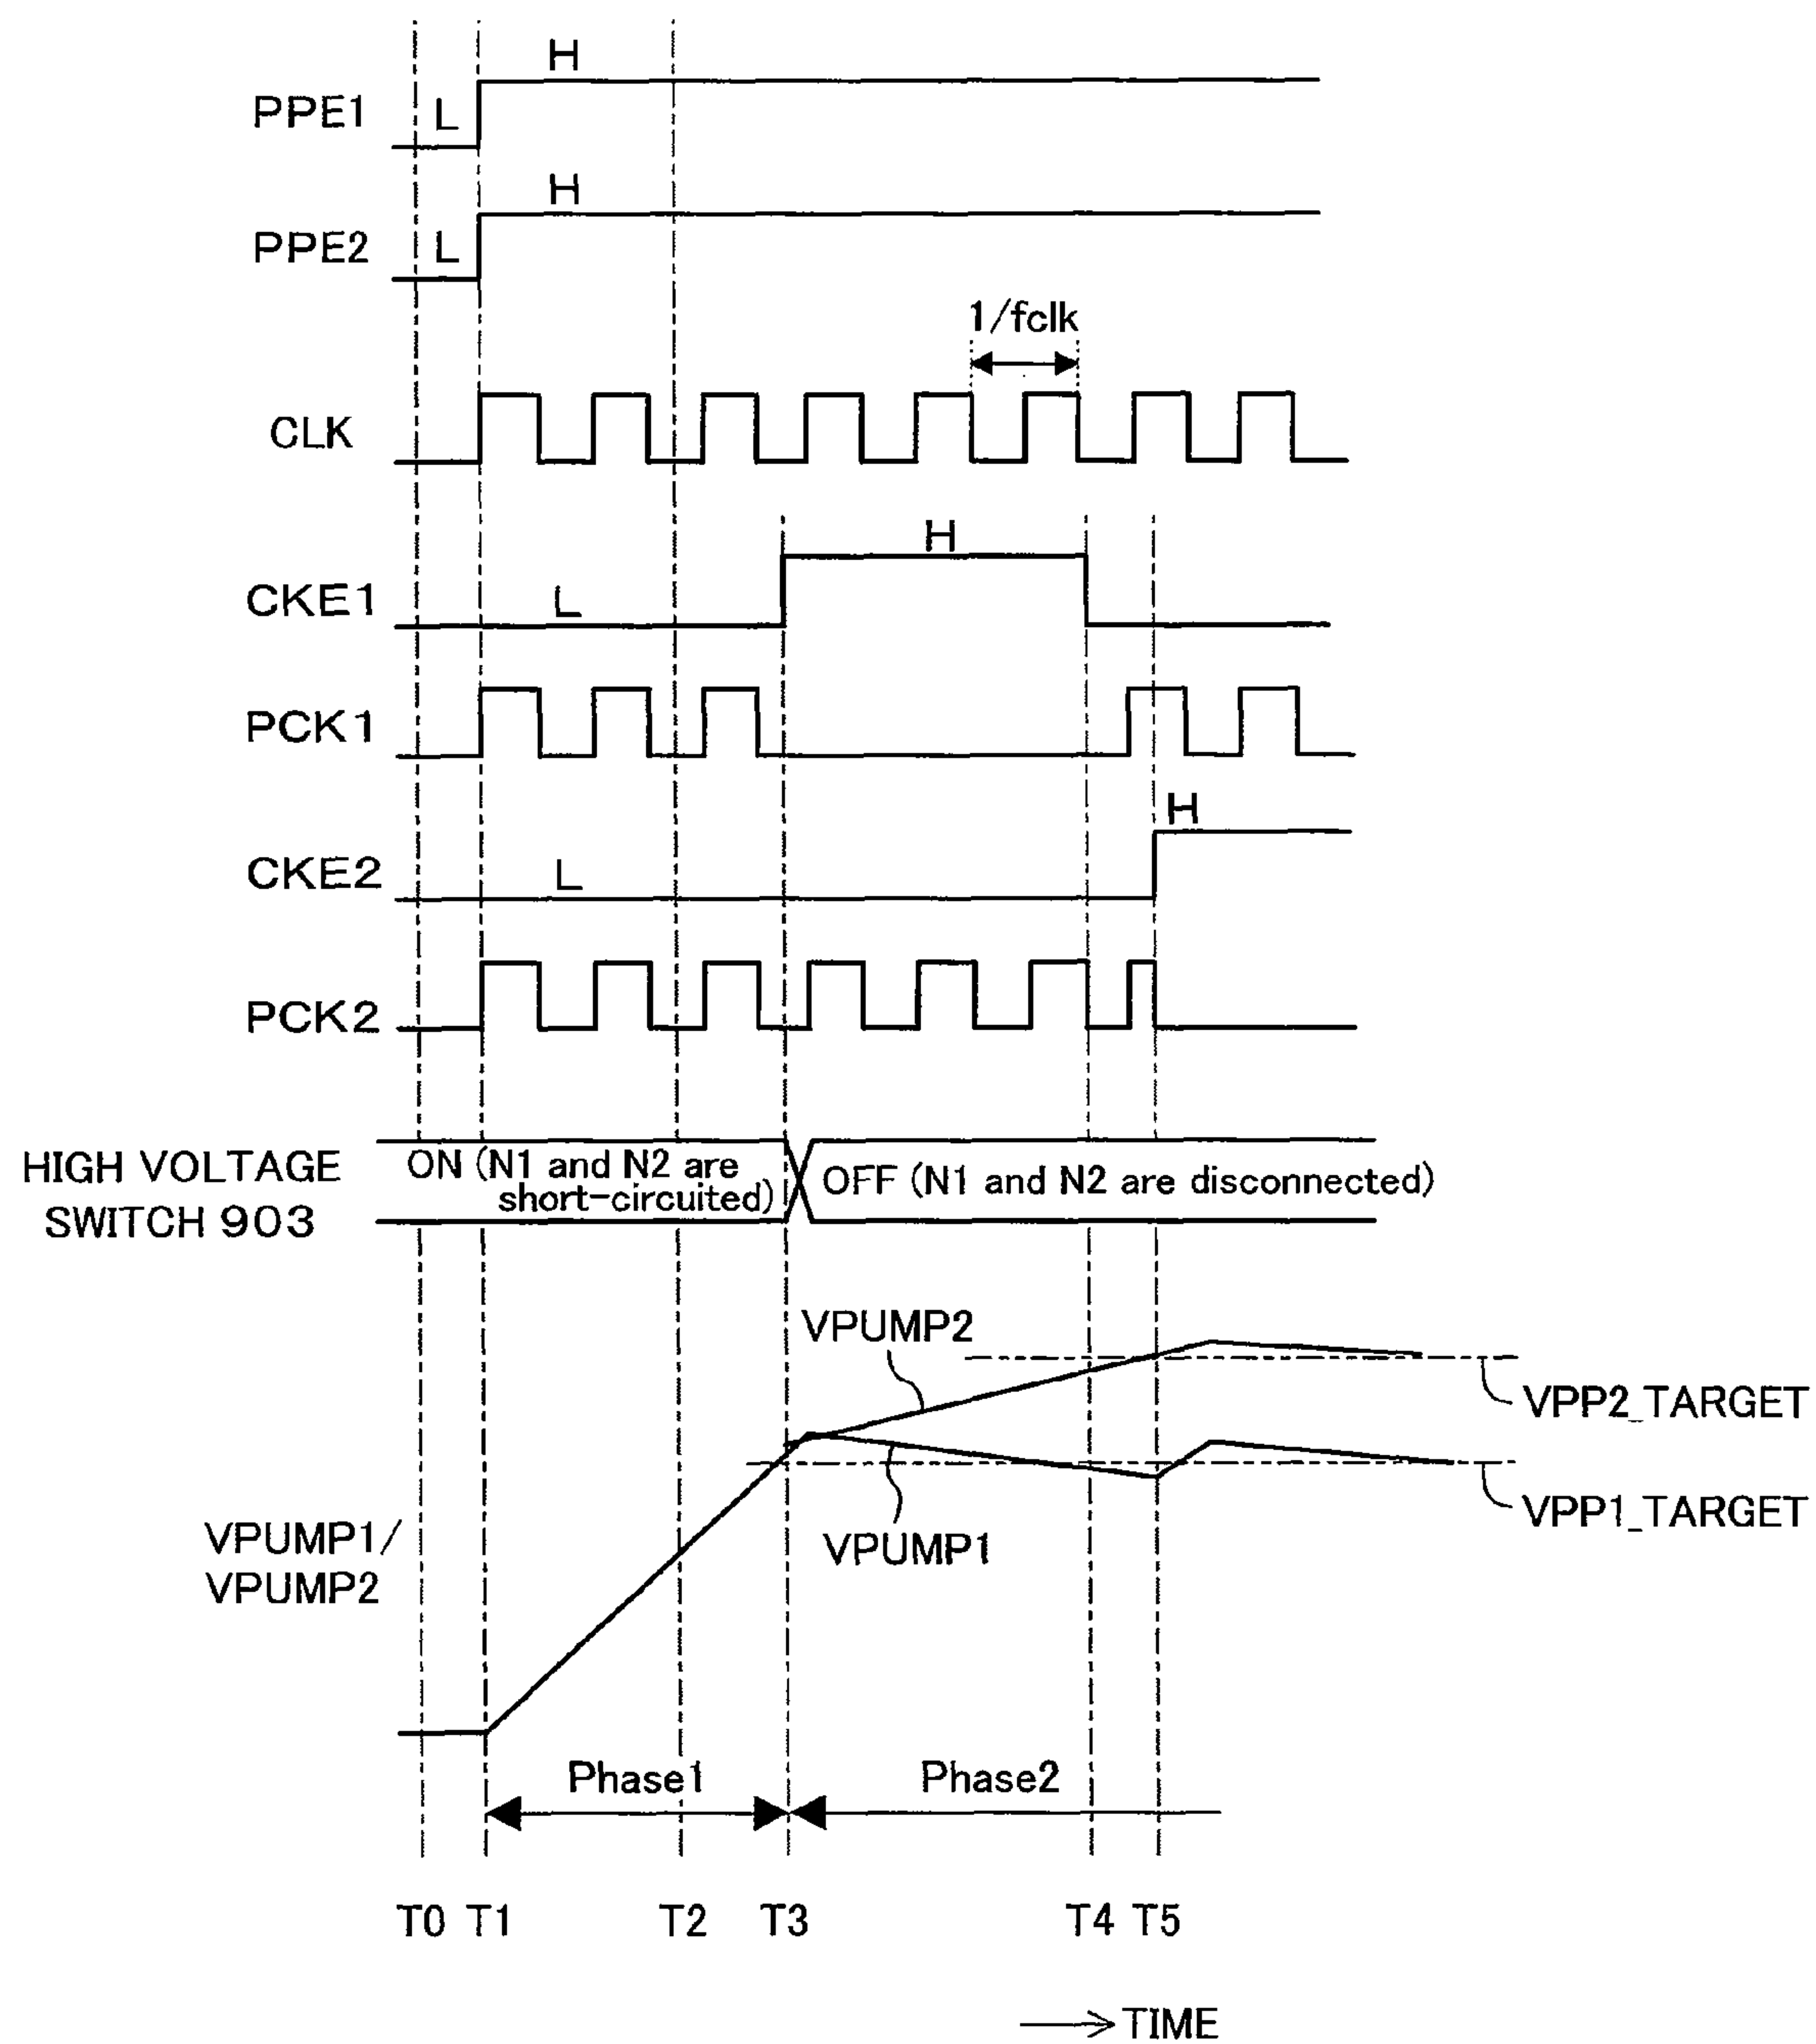 H
PPE1 L
H
PPE2 L
1/fclk
CLK
H
CKE1 L
PCK1
H
CKE2 L
PCK2
HIGH VOLTAGE SWITCH 903
ON (N1 and N2 are short-circuited)
OFF (N1 and N2 are disconnected)
VPUMP2
VPP2_TARGET
VPP1_TARGET
VPUMP1
VPUMP1/
VPUMP2
Phase1 Phase2
T0 T1 T2 T3 T4 T5
TIME